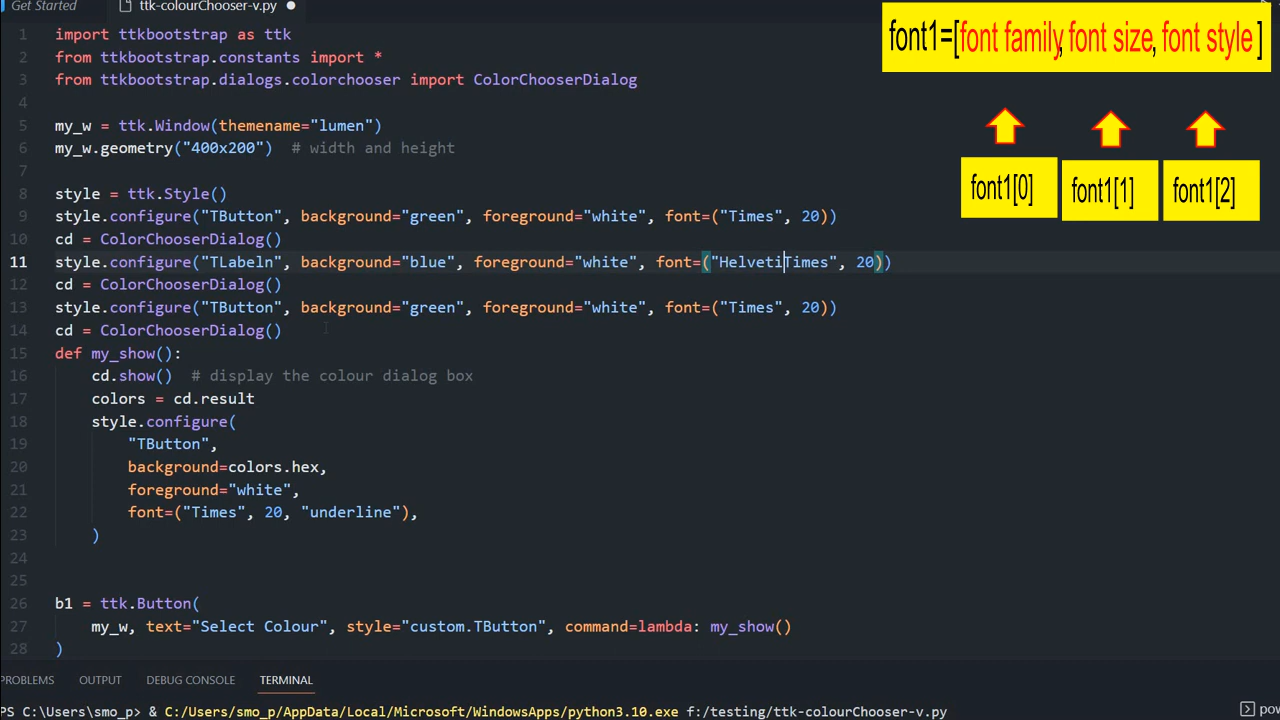 Get Started
ttk-colourChooser-v.py
font1=[font family, font size, font style ]
font1[0]
font1[1]
font1[2]
1 import ttkbootstrap as ttk
2 from ttkbootstrap.constants import *
3 from ttkbootstrap.dialogs.colorchooser import ColorChooserDialog
4
5 my_w = ttk.Window(themename="lumen")
6 my_w.geometry("400x200")  # width and height
7
8 style = ttk.Style()
9 style.configure("TButton", background="green", foreground="white", font=("Times", 20))
10 cd = ColorChooserDialog()
11 style.configure("TLabeln", background="blue", foreground="white", font=("HelvetiTimes", 20))
12 cd = ColorChooserDialog()
13 style.configure("TButton", background="green", foreground="white", font=("Times", 20))
14 cd = ColorChooserDialog()
15 def my_show():
16     cd.show()  # display the colour dialog box
17     colors = cd.result
18     style.configure(
19         "TButton",
20         background=colors.hex,
21         foreground="white",
22         font=("Times", 20, "underline"),
23     )
24
25
26 b1 = ttk.Button(
27     my_w, text="Select Colour", style="custom.TButton", command=lambda: my_show()
28 )
PROBLEMS OUTPUT DEBUG CONSOLE TERMINAL
PS C:\Users\smo_p> & C:/Users/smo_p/AppData/Local/Microsoft/WindowsApps/python3.10.exe f:/testing/ttk-colourChooser-v.py
pow